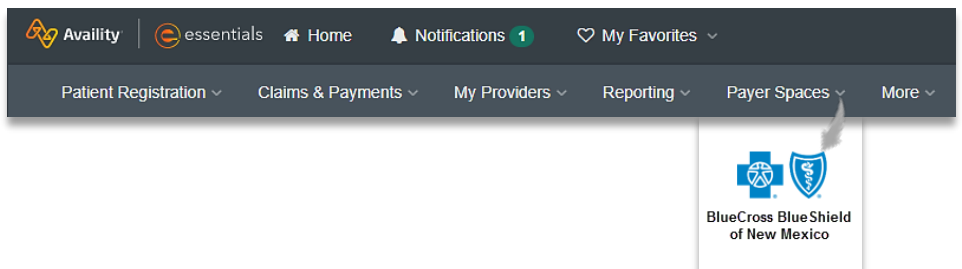 Availity essentials Home Notifications 1 My Favorites
Patient Registration Claims & Payments My Providers Reporting Payer Spaces More
BlueCross BlueShield
of New Mexico